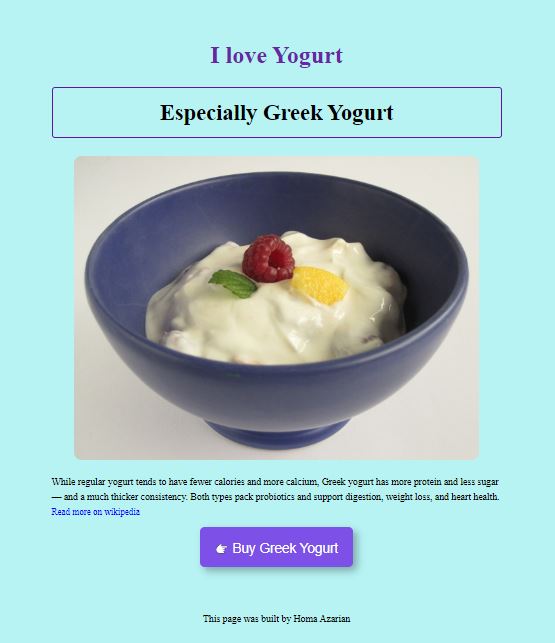 I love Yogurt
Especially Greek Yogurt
While regular yogurt tends to have fewer calories and more calcium, Greek yogurt has more protein and less sugar
— and a much thicker consistency. Both types pack probiotics and support digestion, weight loss, and heart health.
Read more on wikipedia
☛ Buy Greek Yogurt
This page was built by Homa Azarian